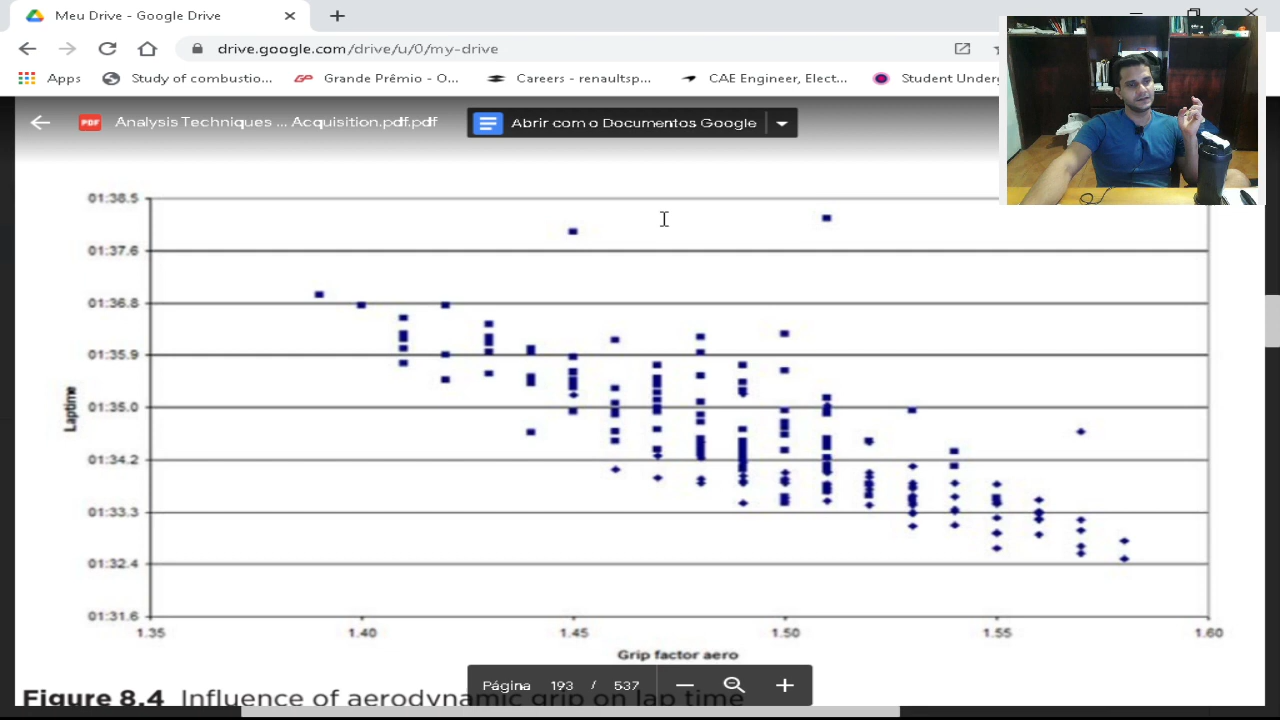 Meu Drive - Google Drive
drive.google.com/drive/u/0/my-drive
Apps Study of combustio... GP Grande Prêmio - O... Careers - renaultsp... CAE Engineer, Elect... Student Underg
PDF Analysis Techniques ... Acquisition.pdf.pdf Abrir com o Documentos Google
01:38.5
01:37.6
01:36.8
01:35.9
01:35.0
01:34.2
01:33.3
01:32.4
01:31.6
Laptime
1.35 1.40 1.45 1.50 1.55 1.60
Grip factor aero
Página 193 / 537
Figure 8.4 Influence of aerodynamic grip on lap time